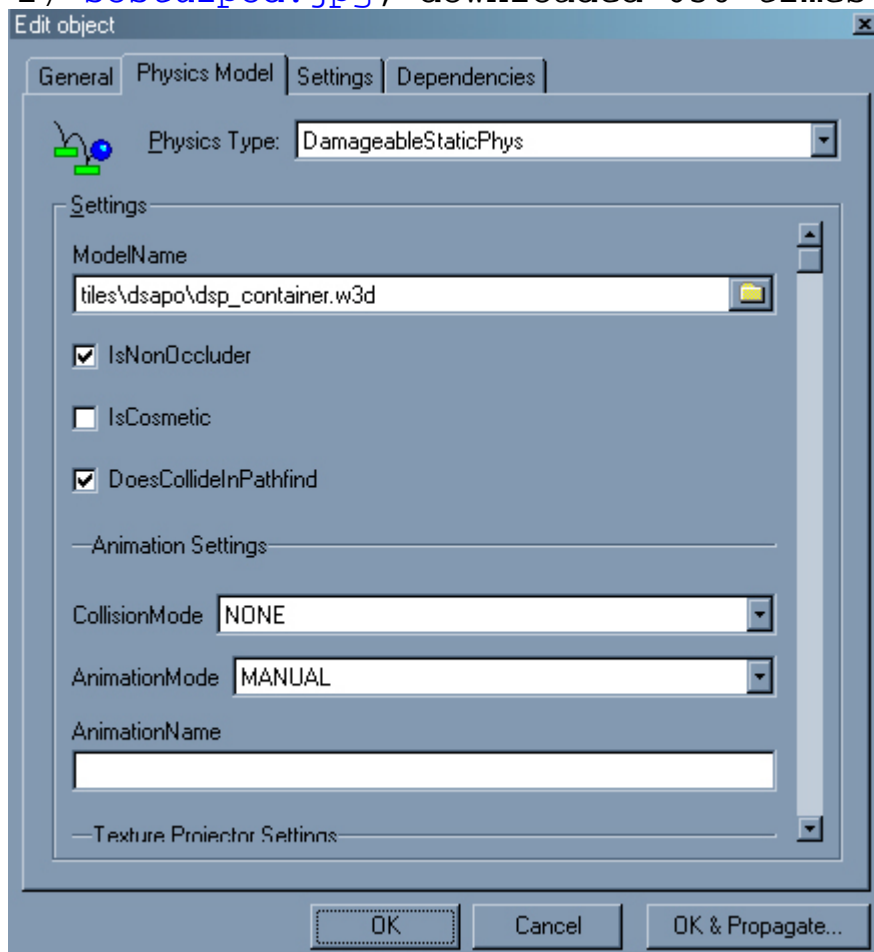 Edit object
General Physics Model Settings Dependencies
Physics Type: DamageableStaticPhys
Settings
ModelName
tiles\dsapo\dsp_container.w3d
IsNonOccluder
IsCosmetic
DoesCollideInPathfind
Animation Settings
CollisionMode NONE
AnimationMode MANUAL
AnimationName
Texture Projector Settings
OK Cancel OK & Propagate...